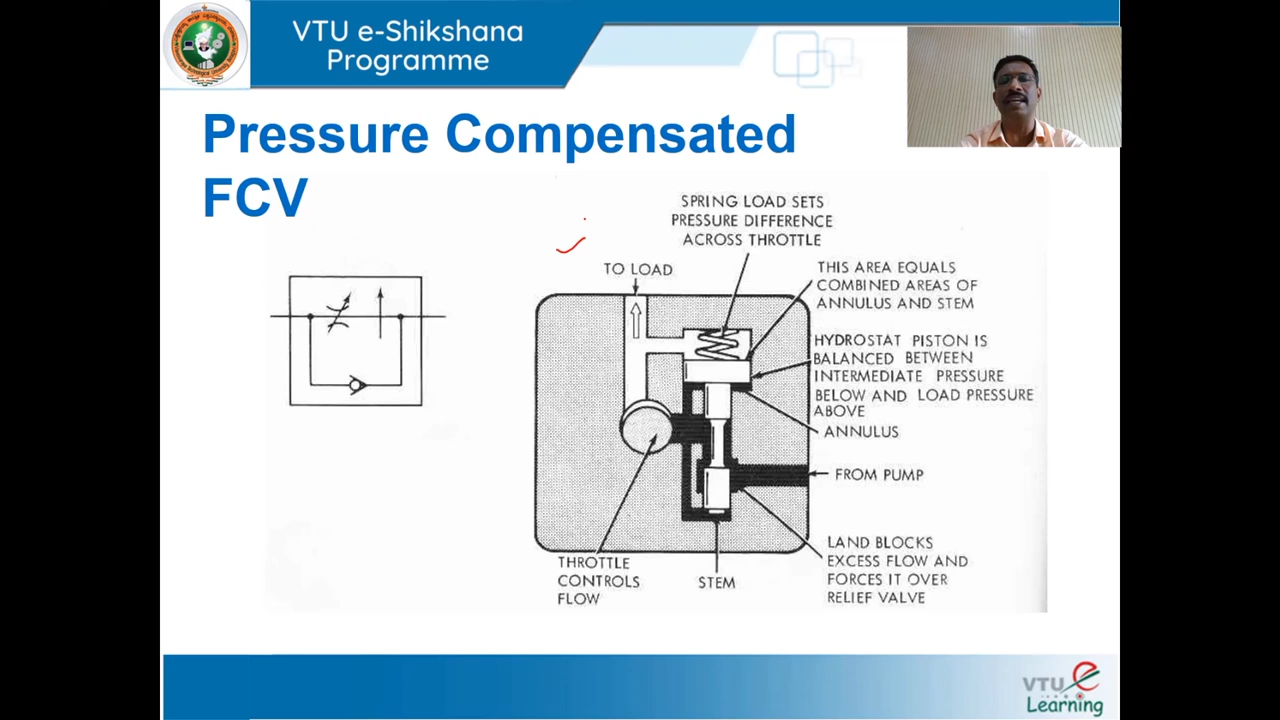 VTU e-Shikshana
Programme
Pressure Compensated
FCV
SPRING LOAD SETS
PRESSURE DIFFERENCE
ACROSS THROTTLE
TO LOAD
THIS AREA EQUALS
COMBINED AREAS OF
ANNULUS AND STEM
HYDROSTAT PISTON IS
BALANCED BETWEEN
INTERMEDIATE PRESSURE
BELOW AND LOAD PRESSURE
ABOVE
ANNULUS
FROM PUMP
LAND BLOCKS
EXCESS FLOW AND
FORCES IT OVER
RELIEF VALVE
THROTTLE
CONTROLS
FLOW
STEM
VTU e
Learning